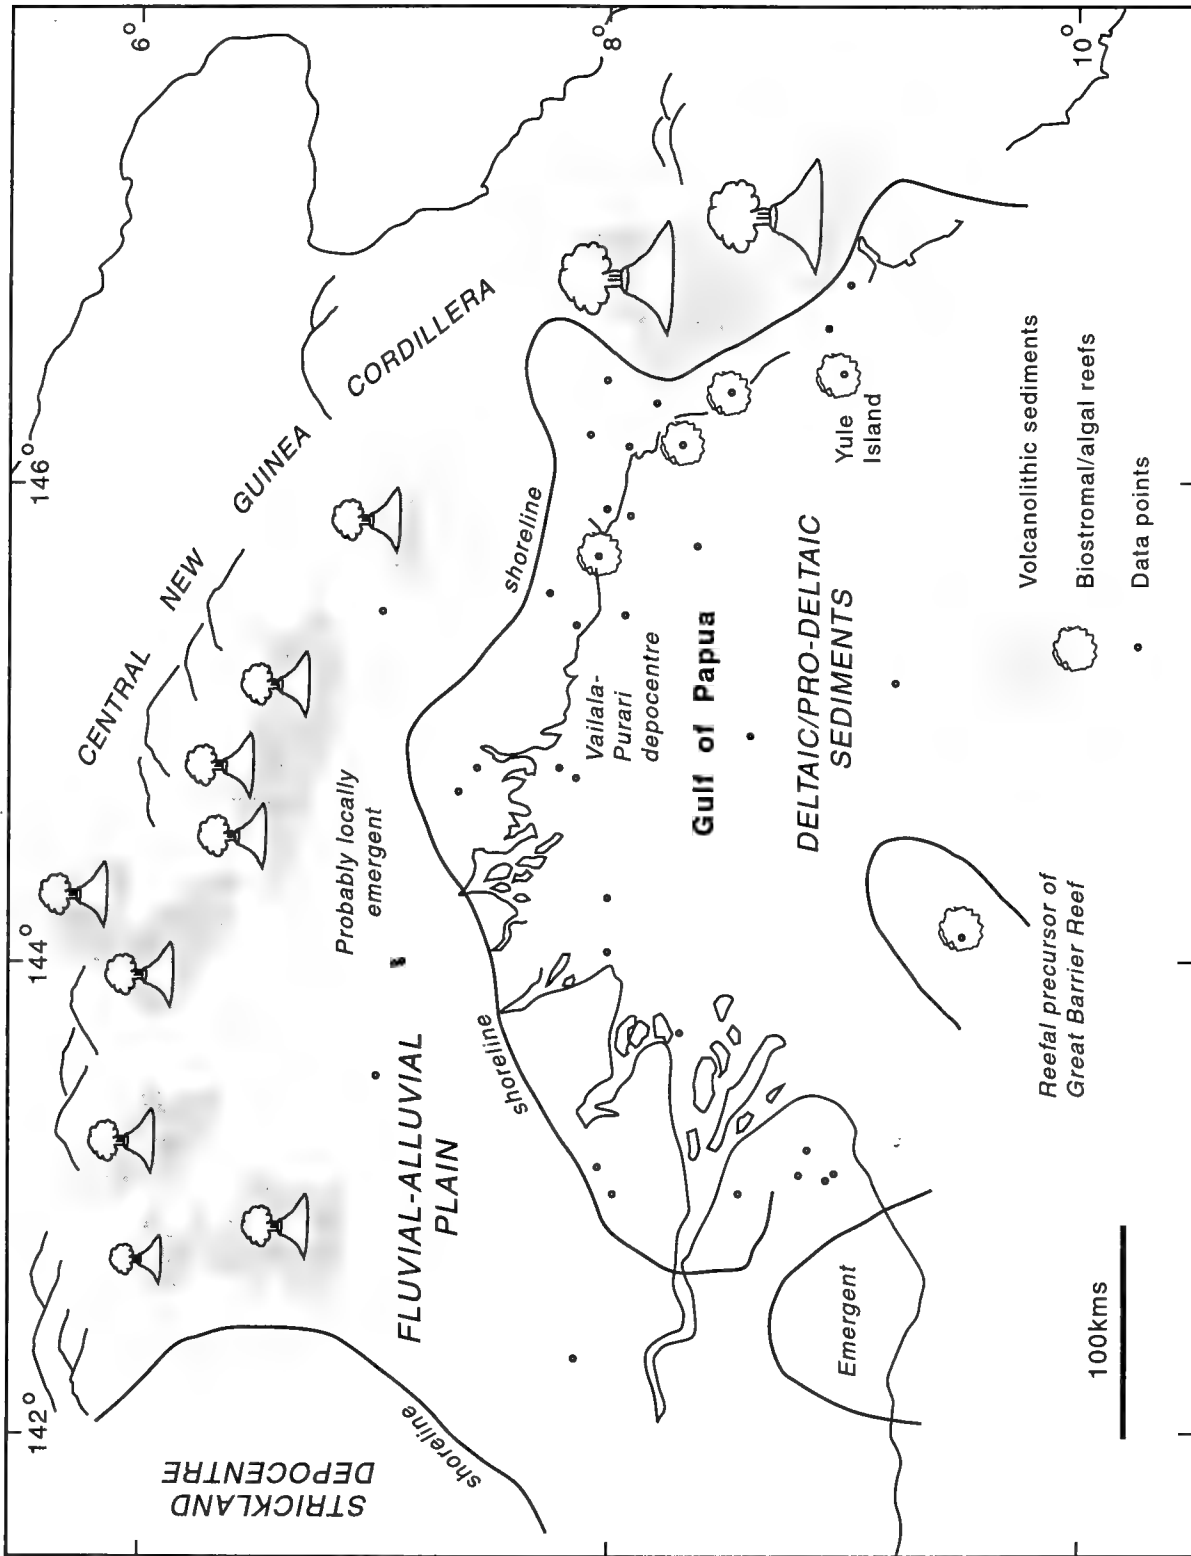 142°
144°
146°
6°
8°
10°
STRICKLAND
DEPOCENTRE
CENTRAL
NEW
GUINEA
CORDILLERA
shoreline
FLUVIAL-ALLUVIAL
PLAIN
Probably locally
emergent
shoreline
shoreline
Vailala-
Purari
depocentre
Gulf of Papua
DELTAIC/PRO-DELTAIC
SEDIMENTS
Yule
Island
Emergent
Reefal precursor of
Great Barrier Reef
100kms
Volcanolithic sediments
Biostromal/algal reefs
Data points